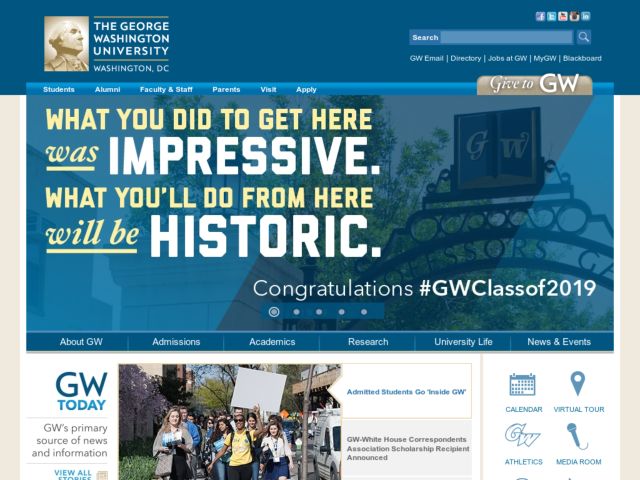 THE GEORGE
WASHINGTON
UNIVERSITY
WASHINGTON, DC
Search
GW Email | Directory | Jobs at GW | MyGW | Blackboard
Students Alumni Faculty & Staff Parents Visit Apply
Give to GW
WHAT YOU DID TO GET HERE
was IMPRESSIVE.
WHAT YOU'LL DO FROM HERE
will be HISTORIC.
G W
Congratulations #GWClassof2019
About GW Admissions Academics Research University Life News & Events
GW
TODAY
GW's primary
source of news
and information
VIEW ALL
STORIES
Admitted Students Go 'Inside GW'
GW-White House Correspondents
Association Scholarship Recipient
Announced
CALENDAR VIRTUAL TOUR
GW
ATHLETICS MEDIA ROOM